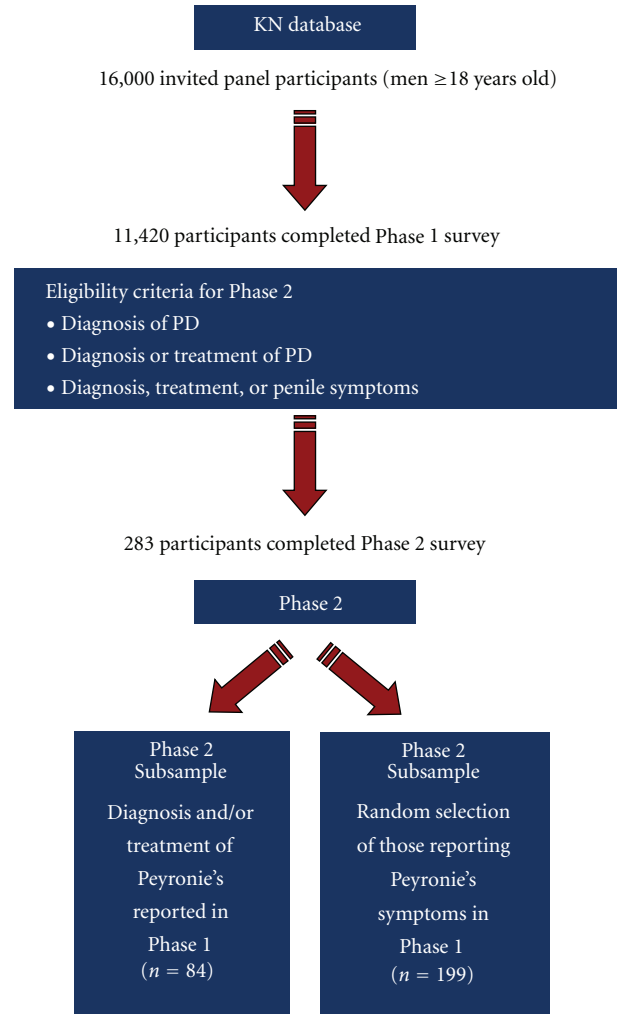 KN database
16,000 invited panel participants (men ≥18 years old)
11,420 participants completed Phase 1 survey
Eligibility criteria for Phase 2
• Diagnosis of PD
• Diagnosis or treatment of PD
• Diagnosis, treatment, or penile symptoms
283 participants completed Phase 2 survey
Phase 2
Phase 2
Subsample
Diagnosis and/or
treatment of
Peyronie's
reported in
Phase 1
(n = 84)
Phase 2
Subsample
Random selection
of those reporting
Peyronie's
symptoms in
Phase 1
(n = 199)